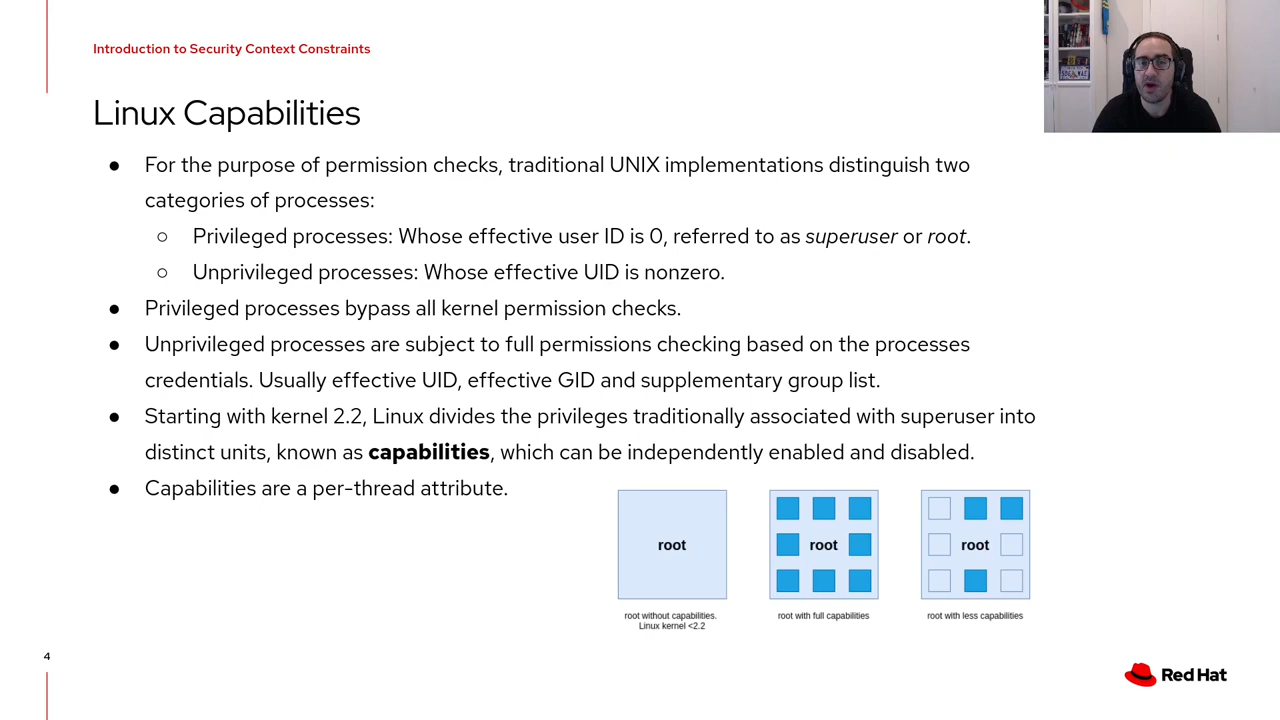 Introduction to Security Context Constraints
Linux Capabilities
● For the purpose of permission checks, traditional UNIX implementations distinguish two
categories of processes:
○ Privileged processes: Whose effective user ID is 0, referred to as superuser or root.
○ Unprivileged processes: Whose effective UID is nonzero.
● Privileged processes bypass all kernel permission checks.
● Unprivileged processes are subject to full permissions checking based on the processes
credentials. Usually effective UID, effective GID and supplementary group list.
● Starting with kernel 2.2, Linux divides the privileges traditionally associated with superuser into
distinct units, known as capabilities, which can be independently enabled and disabled.
● Capabilities are a per-thread attribute.
root
root without capabilities.
Linux kernel <2.2
root
root with full capabilities
root
root with less capabilities
4
Red Hat